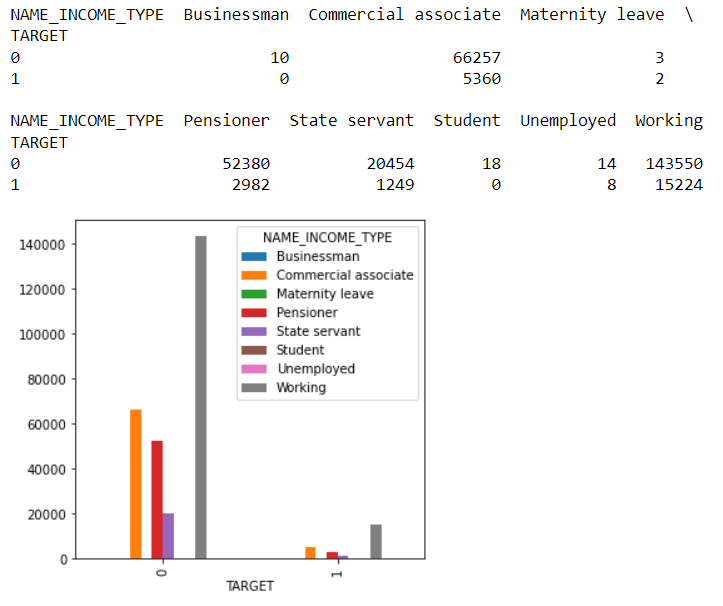 NAME_INCOME_TYPE  Businessman  Commercial associate  Maternity leave  \
TARGET
0                          10                 66257                3
1                           0                  5360                2
NAME_INCOME_TYPE  Pensioner  State servant  Student  Unemployed  Working
TARGET
0                     52380          20454       18          14   143550
1                      2982           1249        0           8    15224
NAME_INCOME_TYPE
Businessman
Commercial associate
Maternity leave
Pensioner
State servant
Student
Unemployed
Working
140000
120000
100000
80000
60000
40000
20000
0
0 1
TARGET